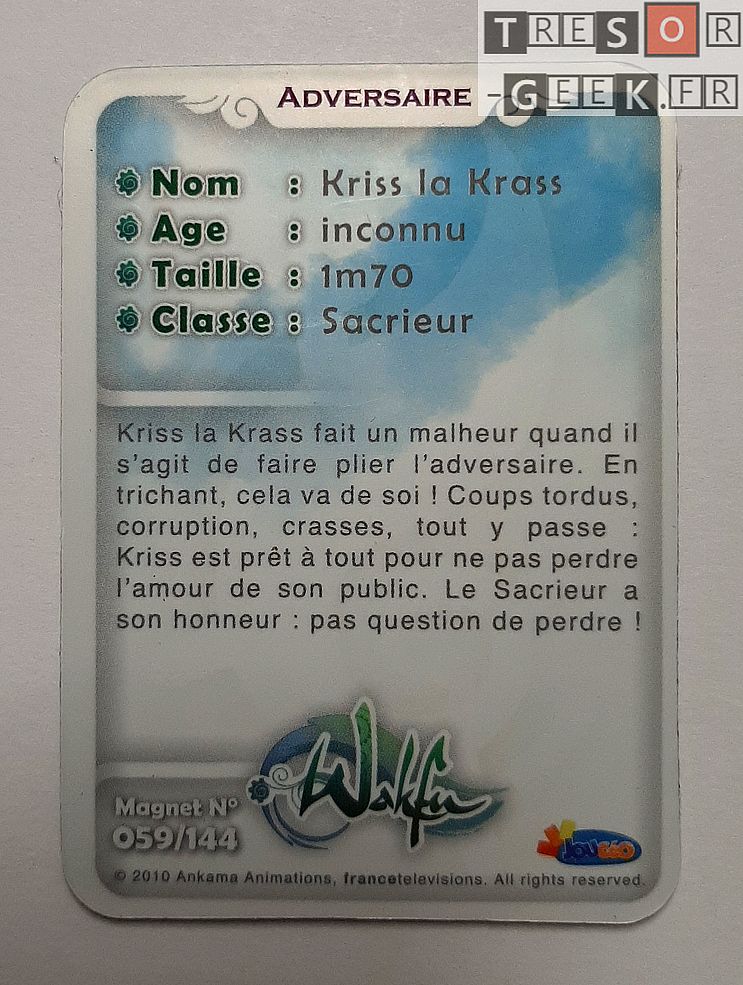 TRESOR
-GEEK.FR
ADVERSAIRE
Nom : Kriss la Krass
Age : inconnu
Taille : 1m70
Classe : Sacrieur
Kriss la Krass fait un malheur quand il
s'agit de faire plier l'adversaire. En
trichant, cela va de soi ! Coups tordus,
corruption, crasses, tout y passe :
Kriss est prêt à tout pour ne pas perdre
l'amour de son public. Le Sacrieur a
son honneur : pas question de perdre !
Wakfu
Magnet N°
059/144
Jouéco
© 2010 Ankama Animations, francetelevisions. All rights reserved.